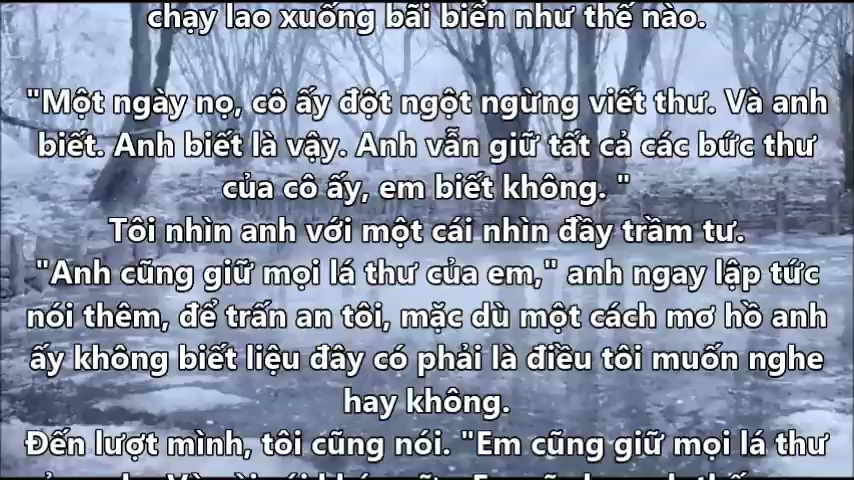 chạy lao xuống bãi biển như thế nào.
"Một ngày nọ, cô ấy đột ngột ngừng viết thư. Và anh
biết. Anh biết là vậy. Anh vẫn giữ tất cả các bức thư
của cô ấy, em biết không. "
Tôi nhìn anh với một cái nhìn đầy trầm tư.
"Anh cũng giữ mọi lá thư của em," anh ngay lập tức
nói thêm, để trấn an tôi, mặc dù một cách mơ hồ anh
ấy không biết liệu đây có phải là điều tôi muốn nghe
hay không.
Đến lượt mình, tôi cũng nói. "Em cũng giữ mọi lá thư